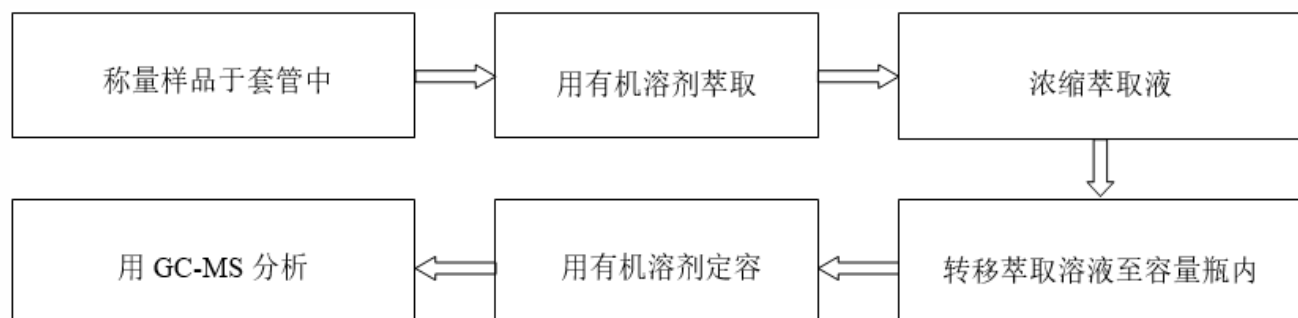 称量样品于套管中
用有机溶剂萃取
浓缩萃取液
转移萃取溶液至容量瓶内
用有机溶剂定容
用 GC-MS 分析